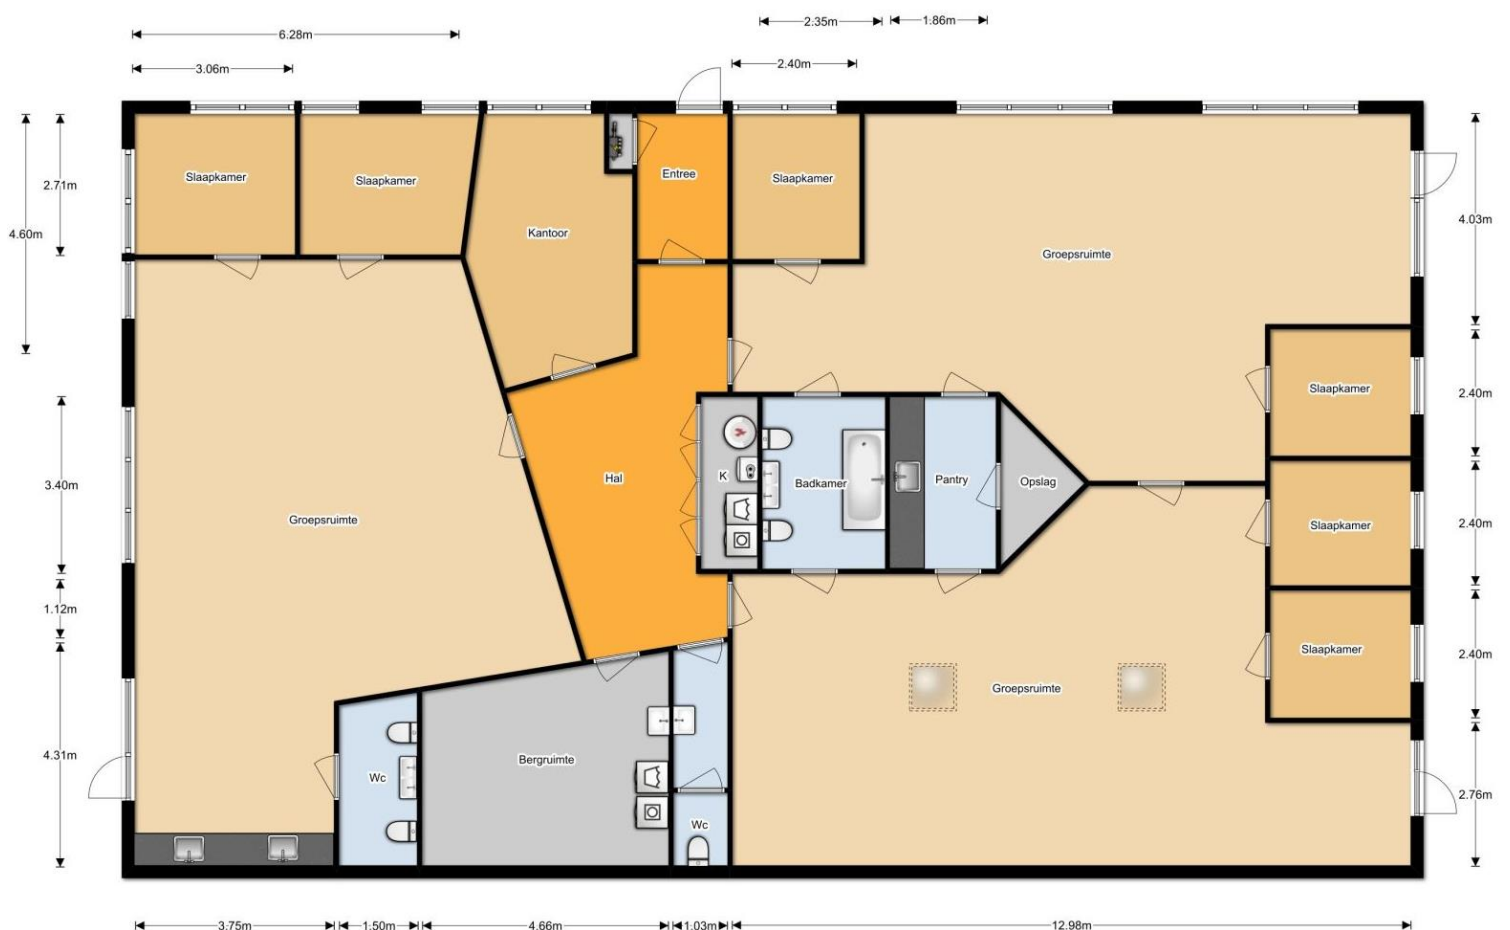 2.35m
1.86m
6.28m
2.40m
3.06m
Slaapkamer
Slaapkamer
Entree
Slaapkamer
2.71m
4.03m
4.60m
Kantoor
Groepsruimte
Slaapkamer
2.40m
Hal
K
Badkamer
Pantry
Opslag
3.40m
Groepsruimte
Slaapkamer
2.40m
1.12m
Slaapkamer
2.40m
Groepsruimte
4.31m
Bergruimte
Wc
2.76m
Wc
3.75m
1.50m
4.66m
1.03m
12.98m